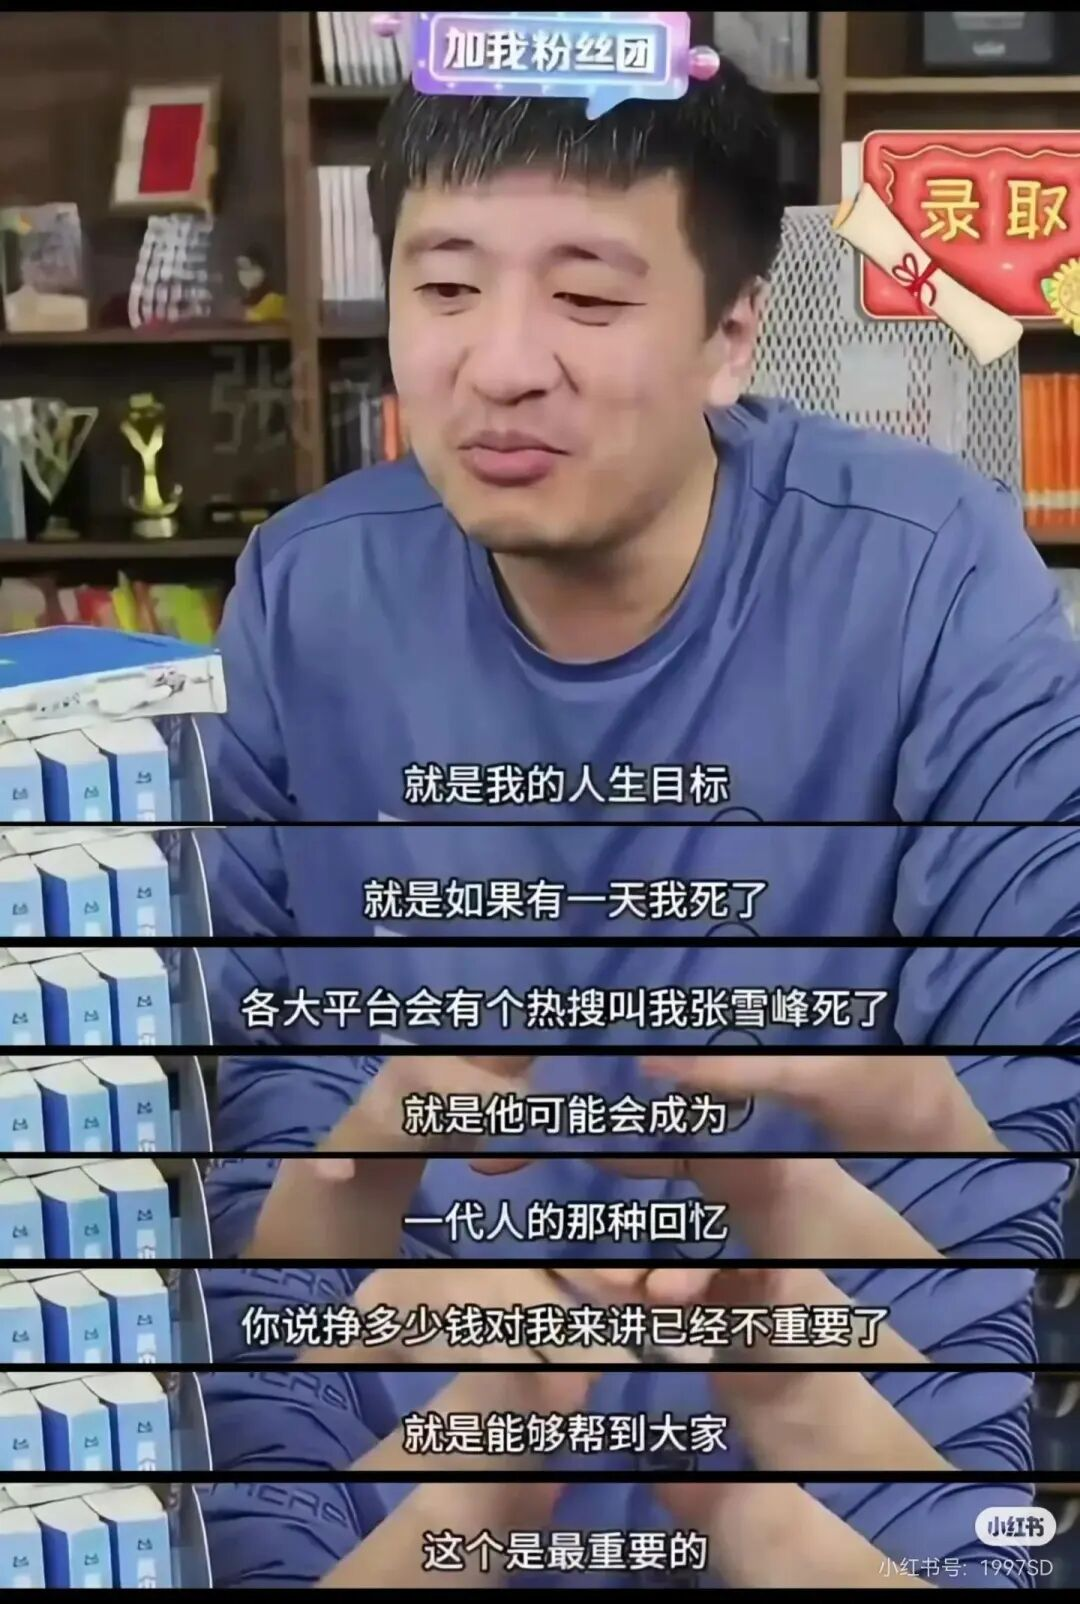 加我粉丝团
录取
就是我的人生目标
就是如果有一天我死了
各大平台会有个热搜叫我张雪峰死了
就是他可能会成为
一代人的那种回忆
你说挣多少钱对我来讲已经不重要了
就是能够帮到大家
这个是最重要的
小红书
小红书号: 1997SD